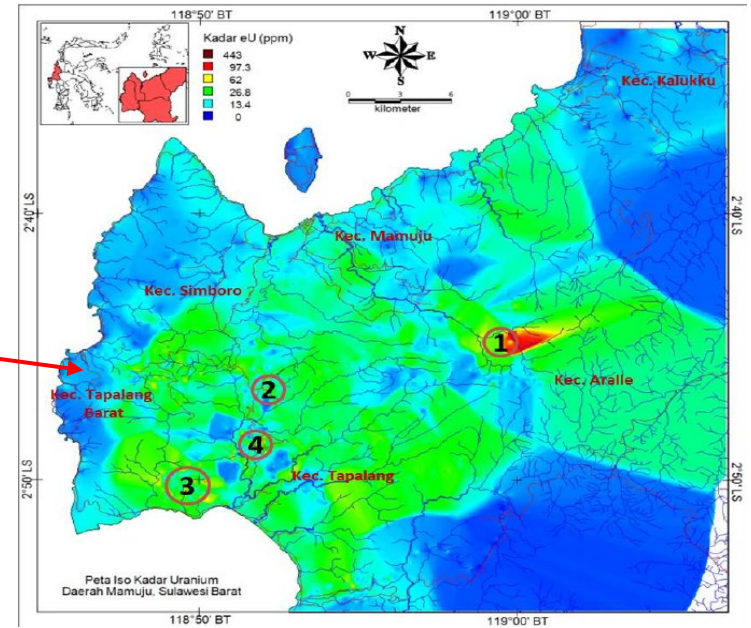 118°50' BT
119°00' BT
Kadar eU (ppm)
443
97.3
62
26.8
13.4
0
N
W
E
S
0
3
6
kilometer
Kec. Kalukku
2°40' LS
2°40' LS
Kec. Mamuju
Kec. Simboro
1
Kec. Tapalang
Barat
2
Kec. Aralle
4
Kec. Tapalang
3
2°50' LS
2°50' LS
Peta Iso Kadar Uranium
Daerah Mamuju, Sulawesi Barat
118°50' BT
119°00' BT